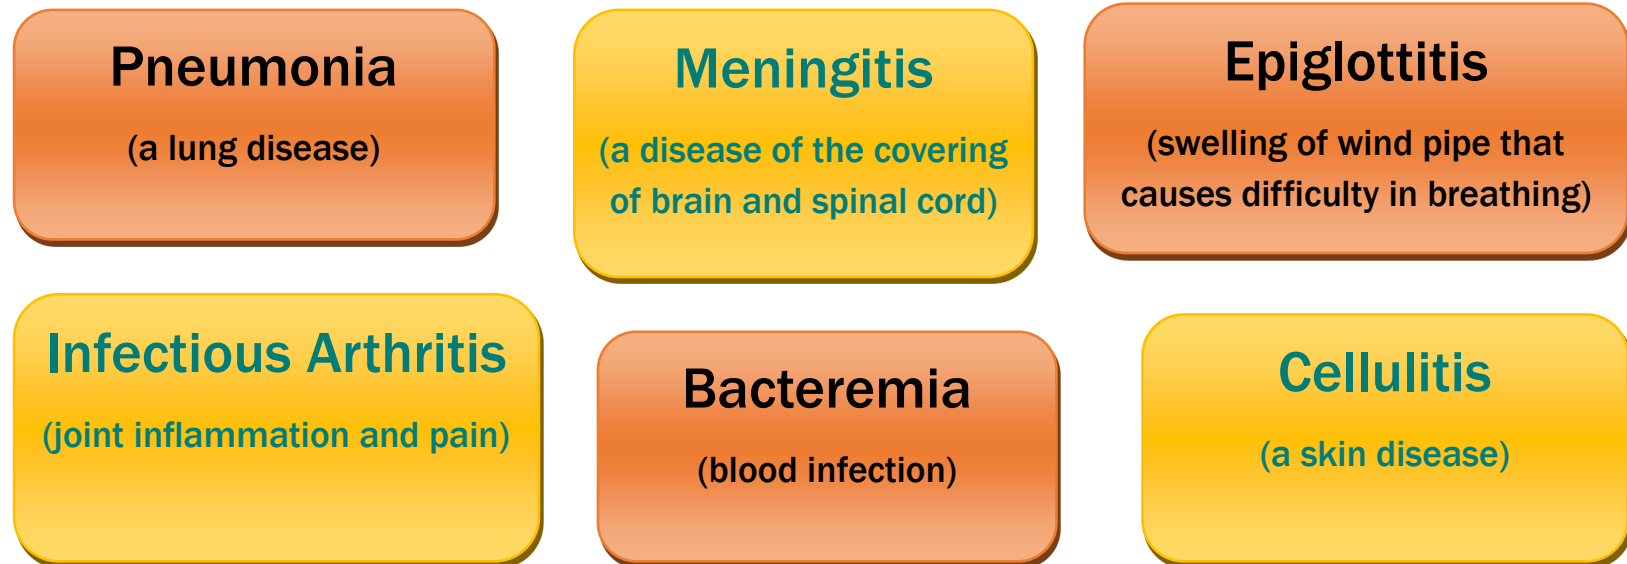 Pneumonia
(a lung disease)
Meningitis
(a disease of the covering
of brain and spinal cord)
Epiglottitis
(swelling of wind pipe that
causes difficulty in breathing)
Infectious Arthritis
(joint inflammation and pain)
Bacteremia
(blood infection)
Cellulitis
(a skin disease)